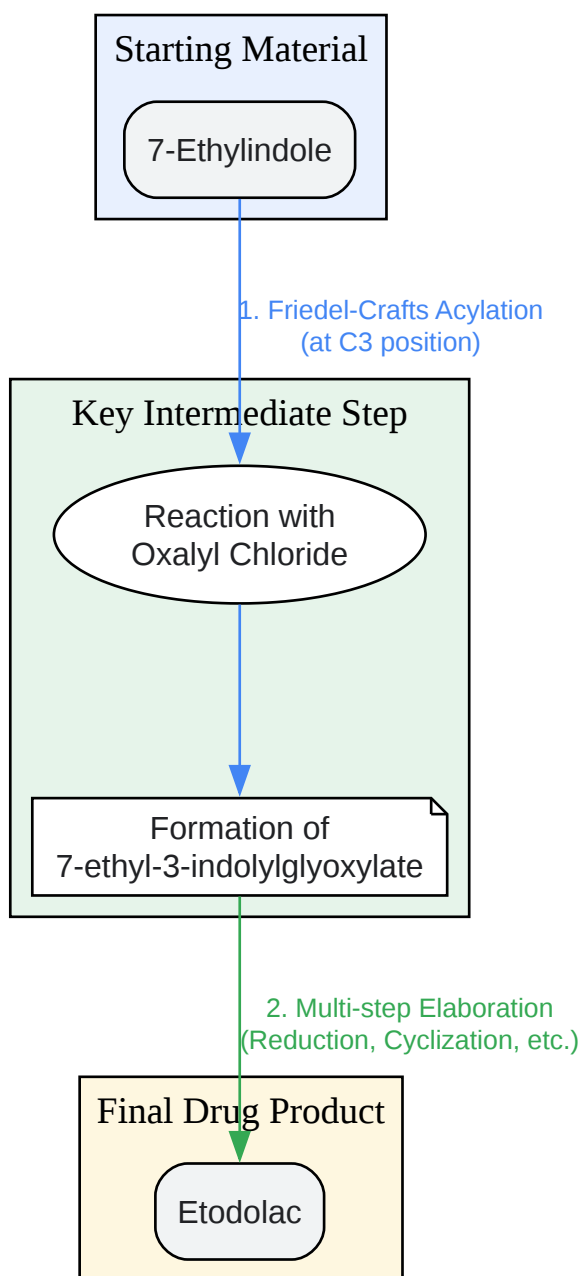 Starting Material
7-Ethylindole
1. Friedel-Crafts Acylation
(at C3 position)
Key Intermediate Step
Reaction with
Oxalyl Chloride
Formation of
7-ethyl-3-indolylglyoxylate
2. Multi-step Elaboration
(Reduction, Cyclization, etc.)
Final Drug Product
Etodolac